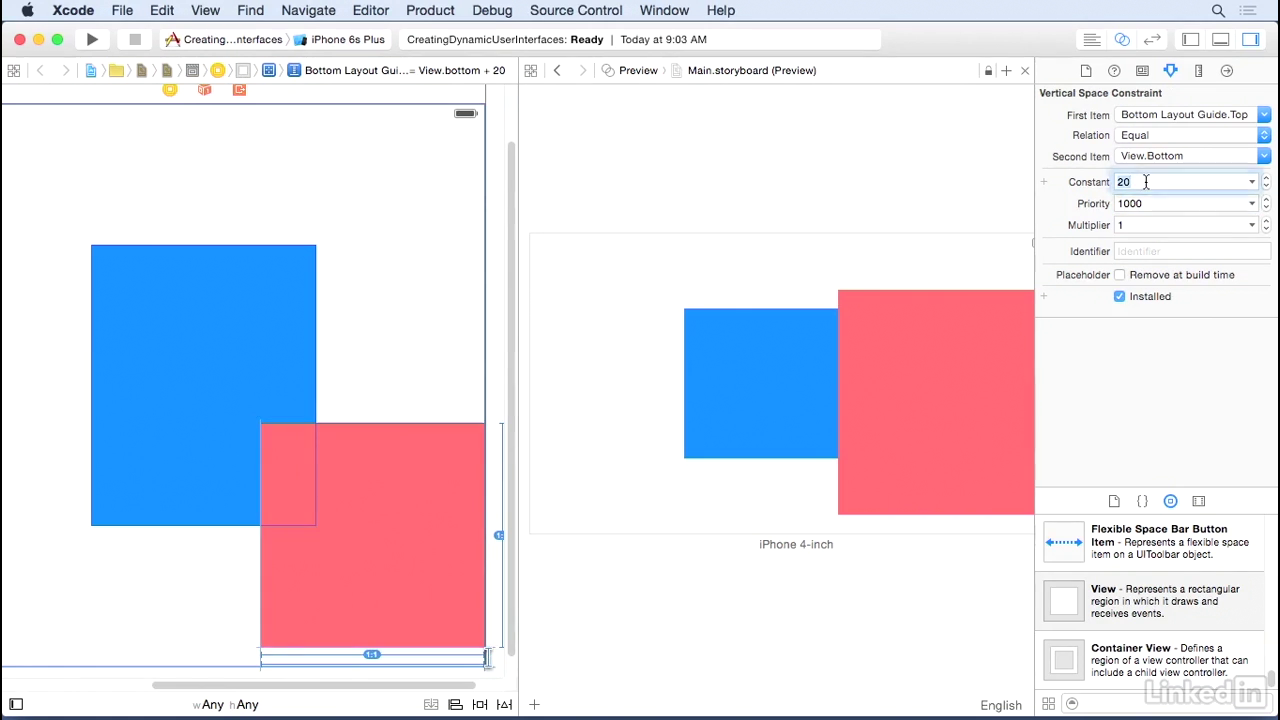 Xcode File Edit View Find Navigate Editor Product Debug Source Control Window Help
Creating...nterfaces iPhone 6s Plus CreatingDynamicUserInterfaces: Ready Today at 9:03 AM
Bottom Layout Gui...= View.bottom + 20 Preview Main.storyboard (Preview)
Vertical Space Constraint
First Item Bottom Layout Guide.Top
Relation Equal
Second Item View.Bottom
Constant 20
Priority 1000
Multiplier 1
Identifier Identifier
Placeholder Remove at build time
Installed
1:1
iPhone 4-inch
Flexible Space Bar Button
Item - Represents a flexible space
item on a UIToolbar object.
View - Represents a rectangular
region in which it draws and
receives events.
Container View - Defines a
region of a view controller that can
include a child view controller.
wAny hAny
English
LinkedIn